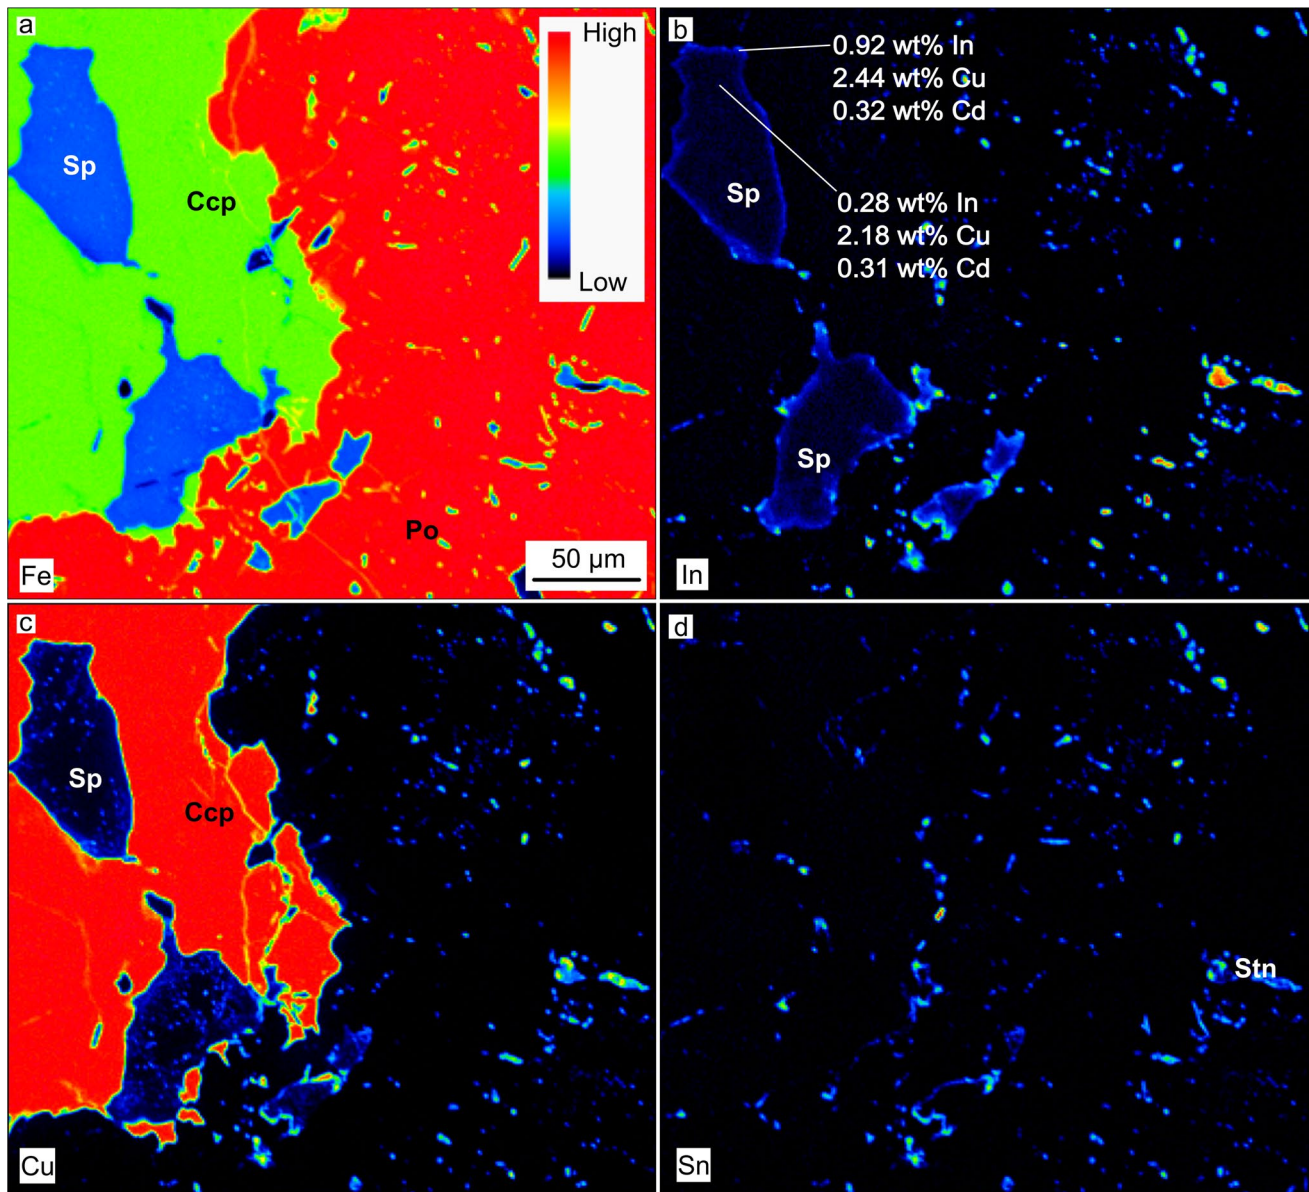 a
High
Low
Sp
Ccp
Po
50 µm
Fe
b
0.92 wt% In
2.44 wt% Cu
0.32 wt% Cd
0.28 wt% In
2.18 wt% Cu
0.31 wt% Cd
Sp
Sp
In
c
Sp
Ccp
Cu
d
Stn
Sn